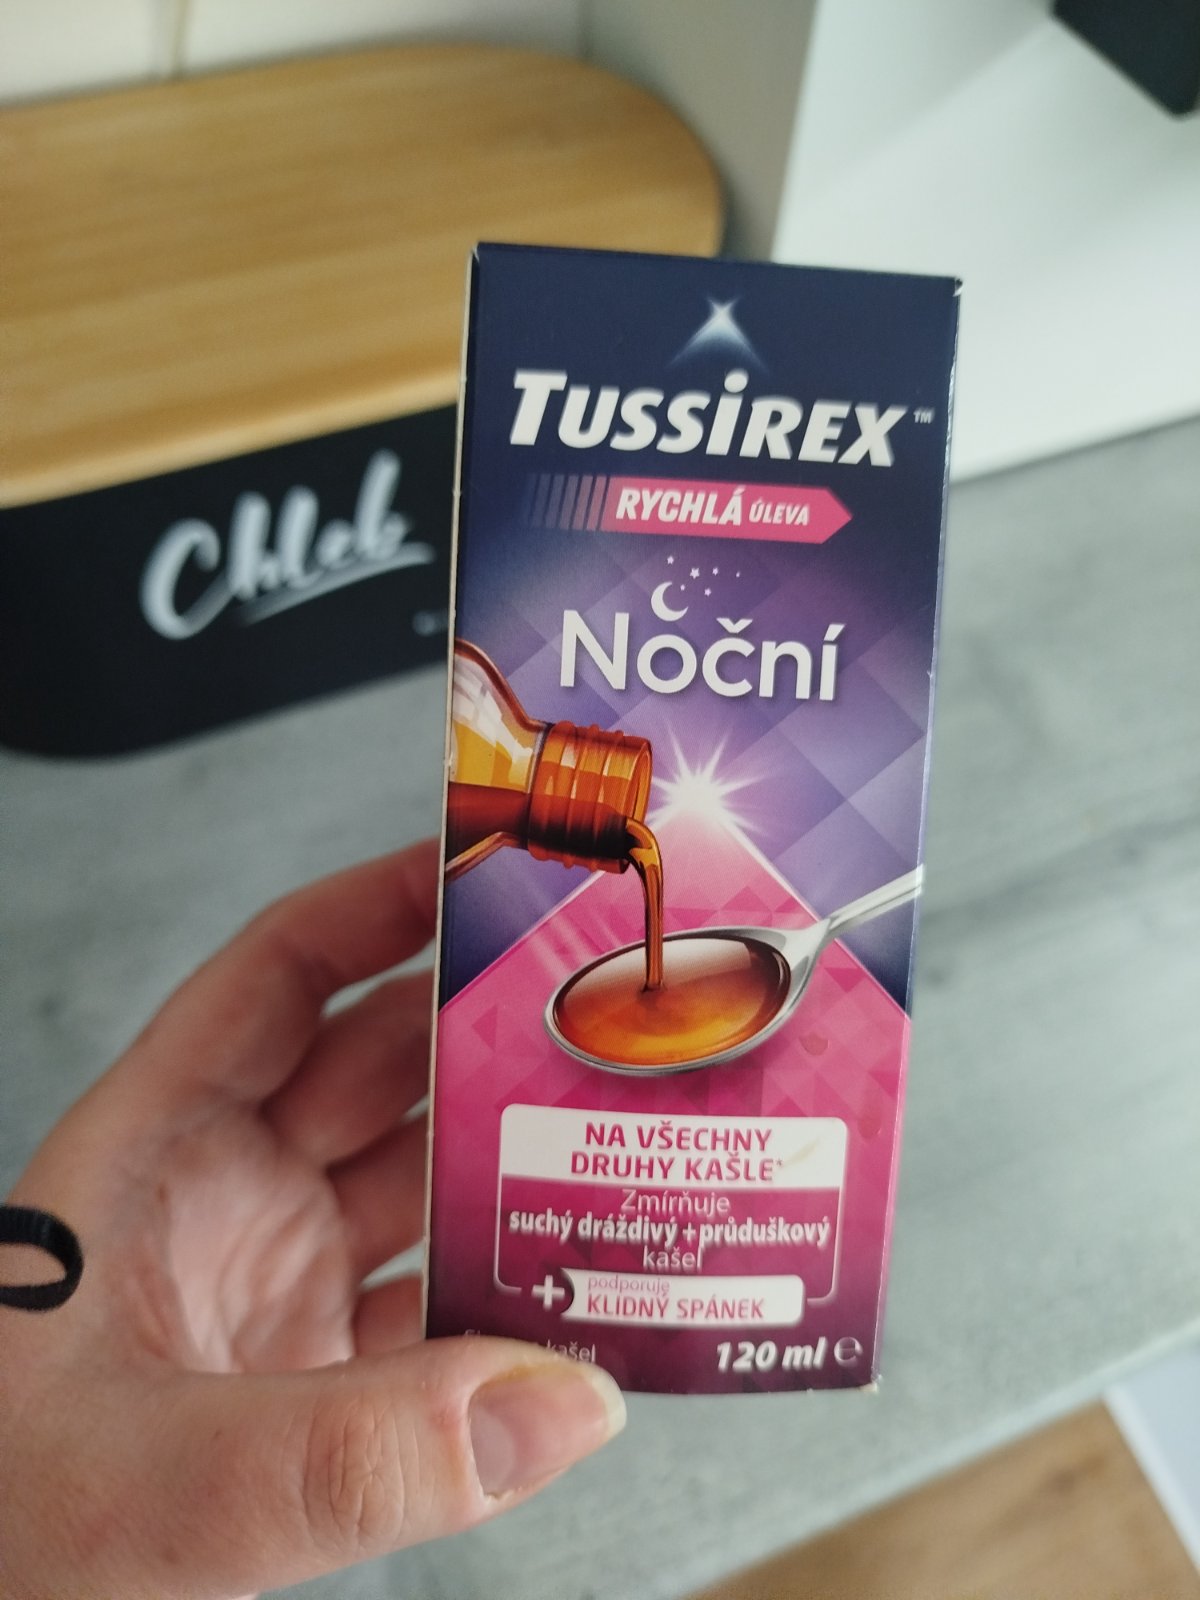 Chleb
TUSSiREX™
RYCHLÁ ÚLEVA
Noční
NA VŠECHNY
DRUHY KAŠLE*
Zmírňuje
suchý dráždivý + průduškový
kašel
+ podporuje
KLIDNÝ SPÁNEK
kašel
120 ml ℮